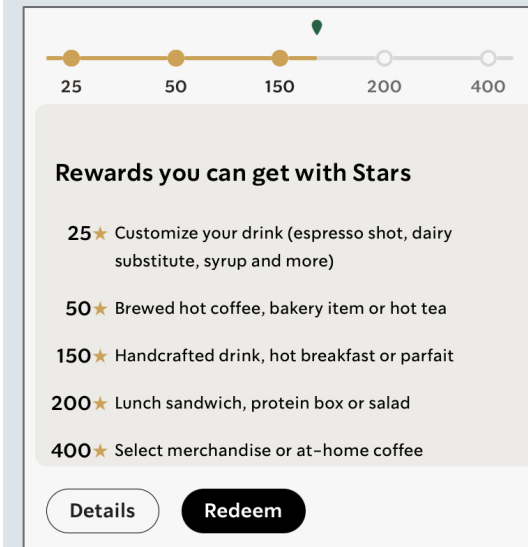 25 50 150 200 400
Rewards you can get with Stars
25★ Customize your drink (espresso shot, dairy
substitute, syrup and more)
50★ Brewed hot coffee, bakery item or hot tea
150★ Handcrafted drink, hot breakfast or parfait
200★ Lunch sandwich, protein box or salad
400★ Select merchandise or at-home coffee
Details Redeem